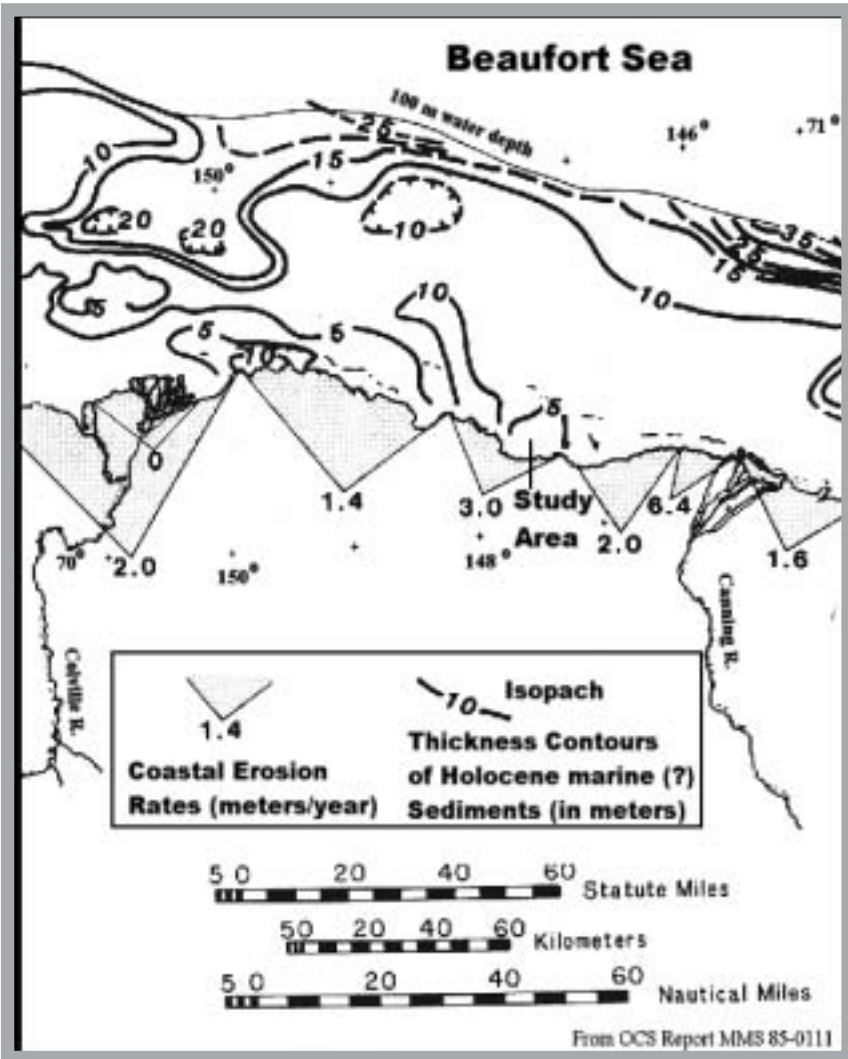 Beaufort Sea
100 m water depth
25
146°
71°
10
15
150°
20
20
10
35
25
15
10
10
5
5
5
10
5
0
1.4
3.0
Study
Area
2.0
6.4
1.6
70°
2.0
150°
148°
Colville R.
Canning R.
1.4
Coastal Erosion
Rates (meters/year)
10
Isopach
Thickness Contours
of Holocene marine (?)
Sediments (in meters)
5 0 20 40 60
Statute Miles
50 20 40 60
Kilometers
5 0 20 40 60
Nautical Miles
From OCS Report MMS 85-0111